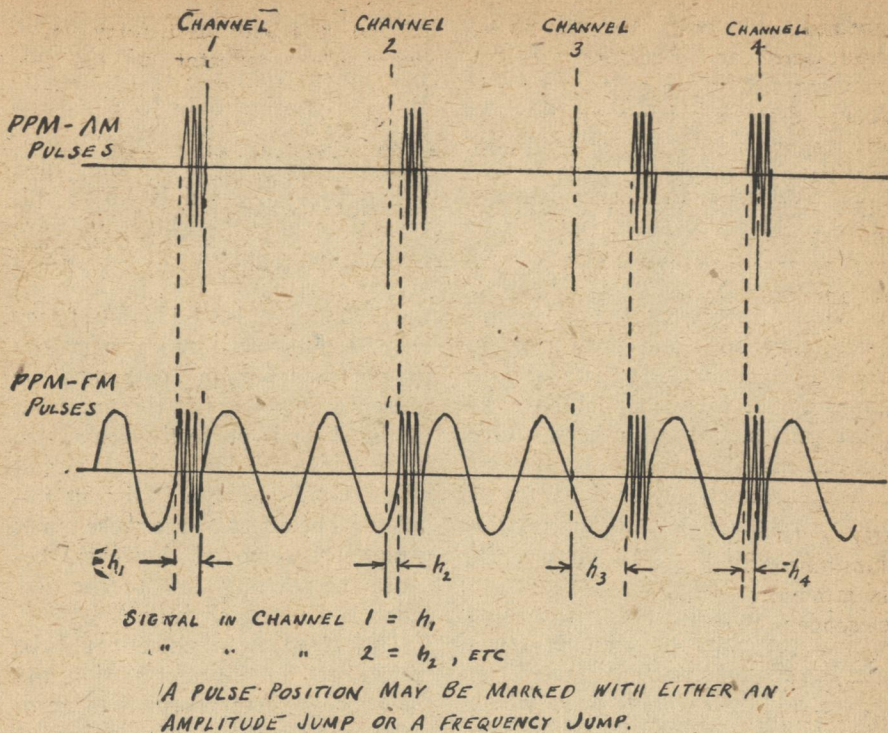 CHANNEL CHANNEL CHANNEL CHANNEL
1 2 3 4
PPM-AM
PULSES
PPM-FM
PULSES
-h₁ h₂ h₃ -h₄
SIGNAL IN CHANNEL 1 = h₁
" " " 2 = h₂ , ETC
A PULSE POSITION MAY BE MARKED WITH EITHER AN
AMPLITUDE JUMP OR A FREQUENCY JUMP.